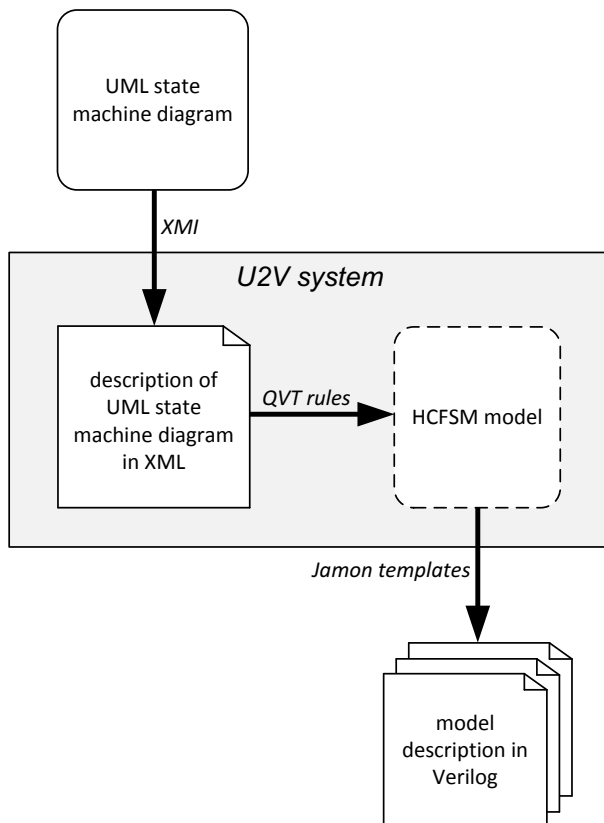 UML state
machine diagram
XMI
U2V system
description of
UML state
machine diagram
in XML
QVT rules
HCFSM model
Jamon templates
model
description in
Verilog